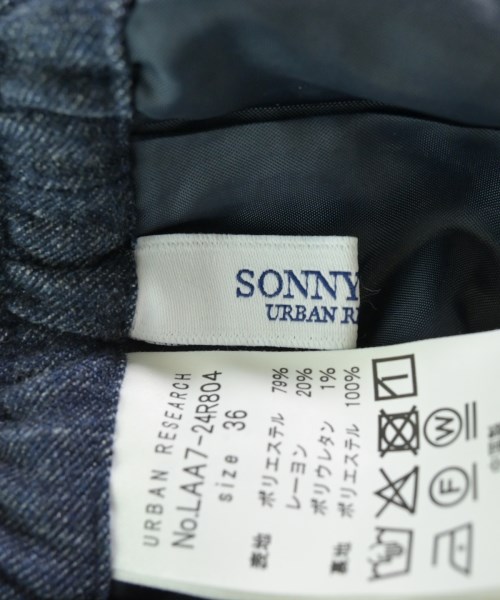 SONNY
URBAN RE
URBAN RESEARCH
No.LAA7-24R804
size 36
表地 ポリエステル 79%
レーヨン 20%
ポリウレタン 1%
裏地 ポリエステル 100%
W
F